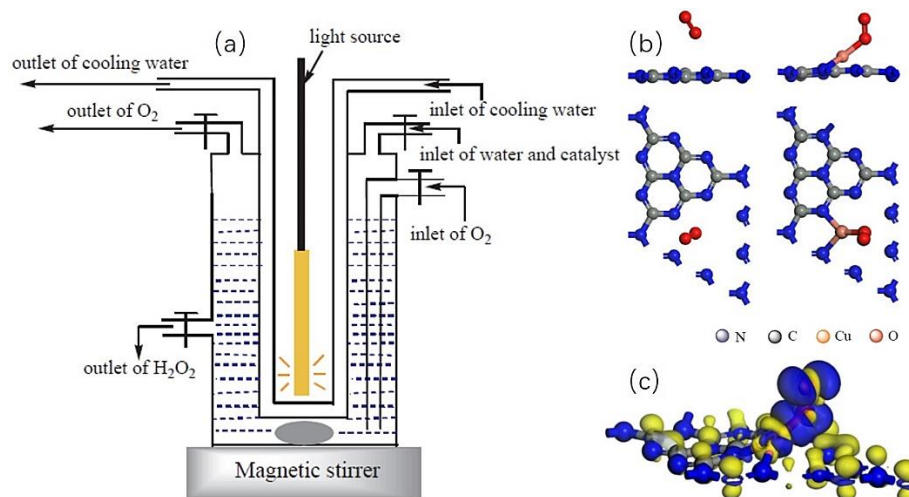 (a)
light source
outlet of cooling water
outlet of O₂
inlet of cooling water
inlet of water and catalyst
inlet of O₂
outlet of H₂O₂
Magnetic stirrer
(b)
N C Cu O
(c)